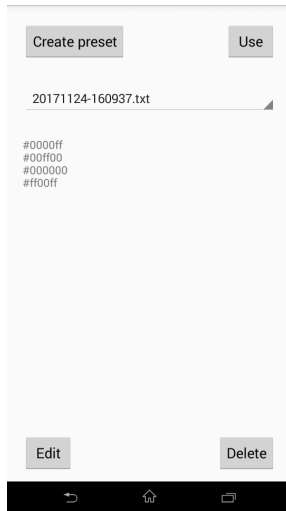 Create preset
Use
20171124-160937.txt
#0000ff
#00ff00
#000000
#ff00ff
Edit
Delete